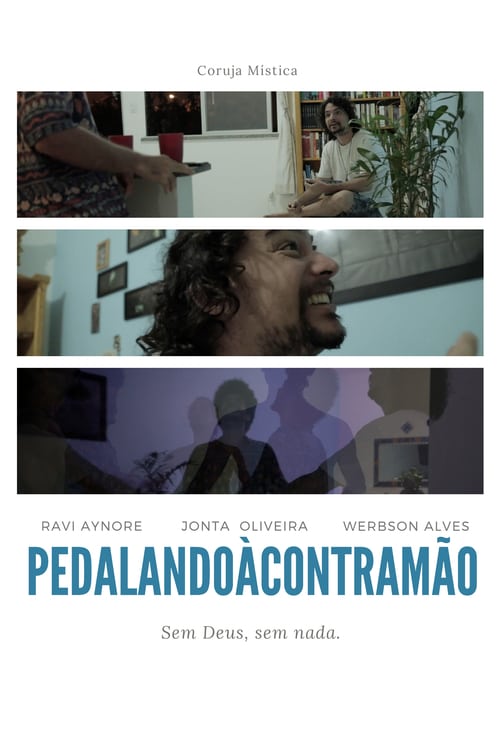 Coruja Mística
RAVI AYNORE JONTA OLIVEIRA WERBSON ALVES
PEDALANDOÀCONTRAMÃO
Sem Deus, sem nada.